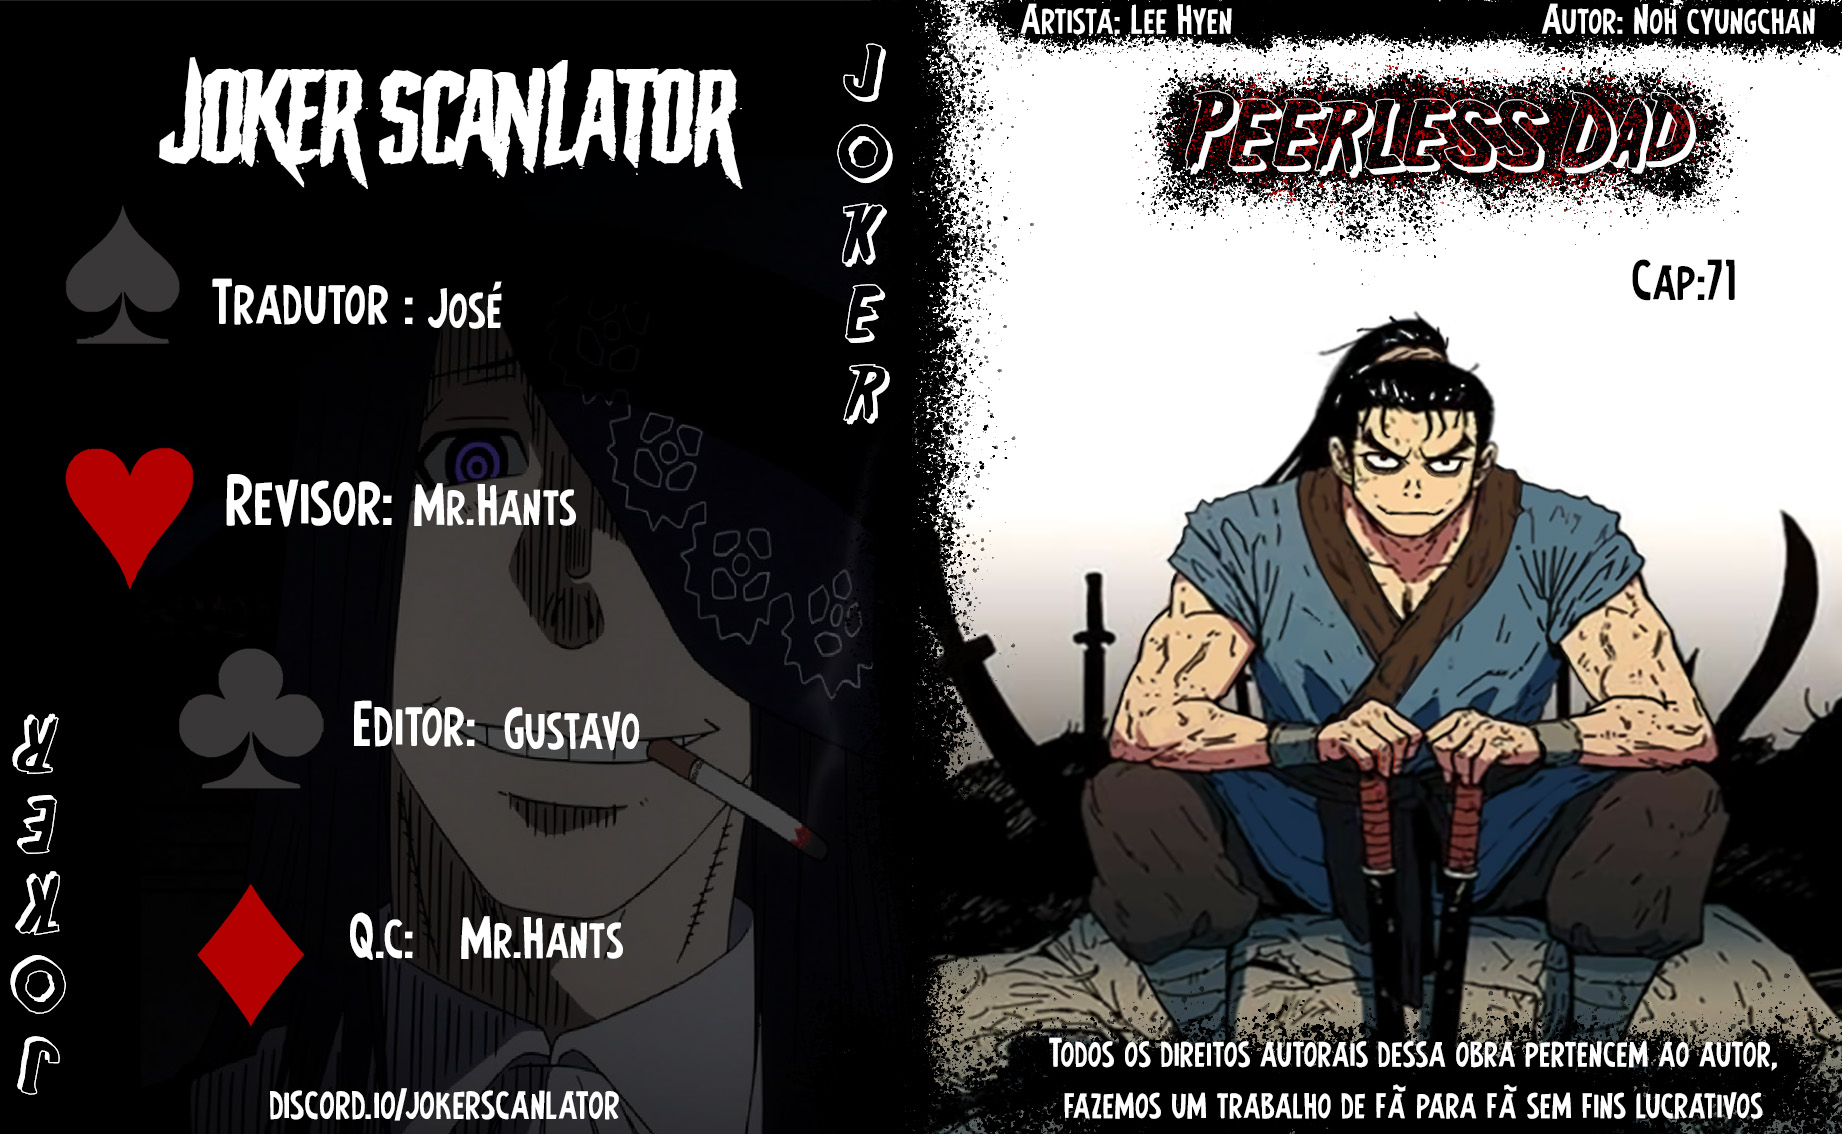 JOKER SCANLATOR
JOKER
TRADUTOR : JOSÉ
REVISOR: MR.HANTS
EDITOR: GUSTAVO
Q.C: MR.HANTS
JOKER
DISCORD.IO/JOKERSCANLATOR
ARTISTA: LEE HYEN
AUTOR: NOH CYUNGCHAN
PEERLESS DAD
CAP:71
TODOS OS DIREITOS AUTORAIS DESSA OBRA PERTENCEM AO AUTOR,
FAZEMOS UM TRABALHO DE FÃ PARA FÃ SEM FINS LUCRATIVOS